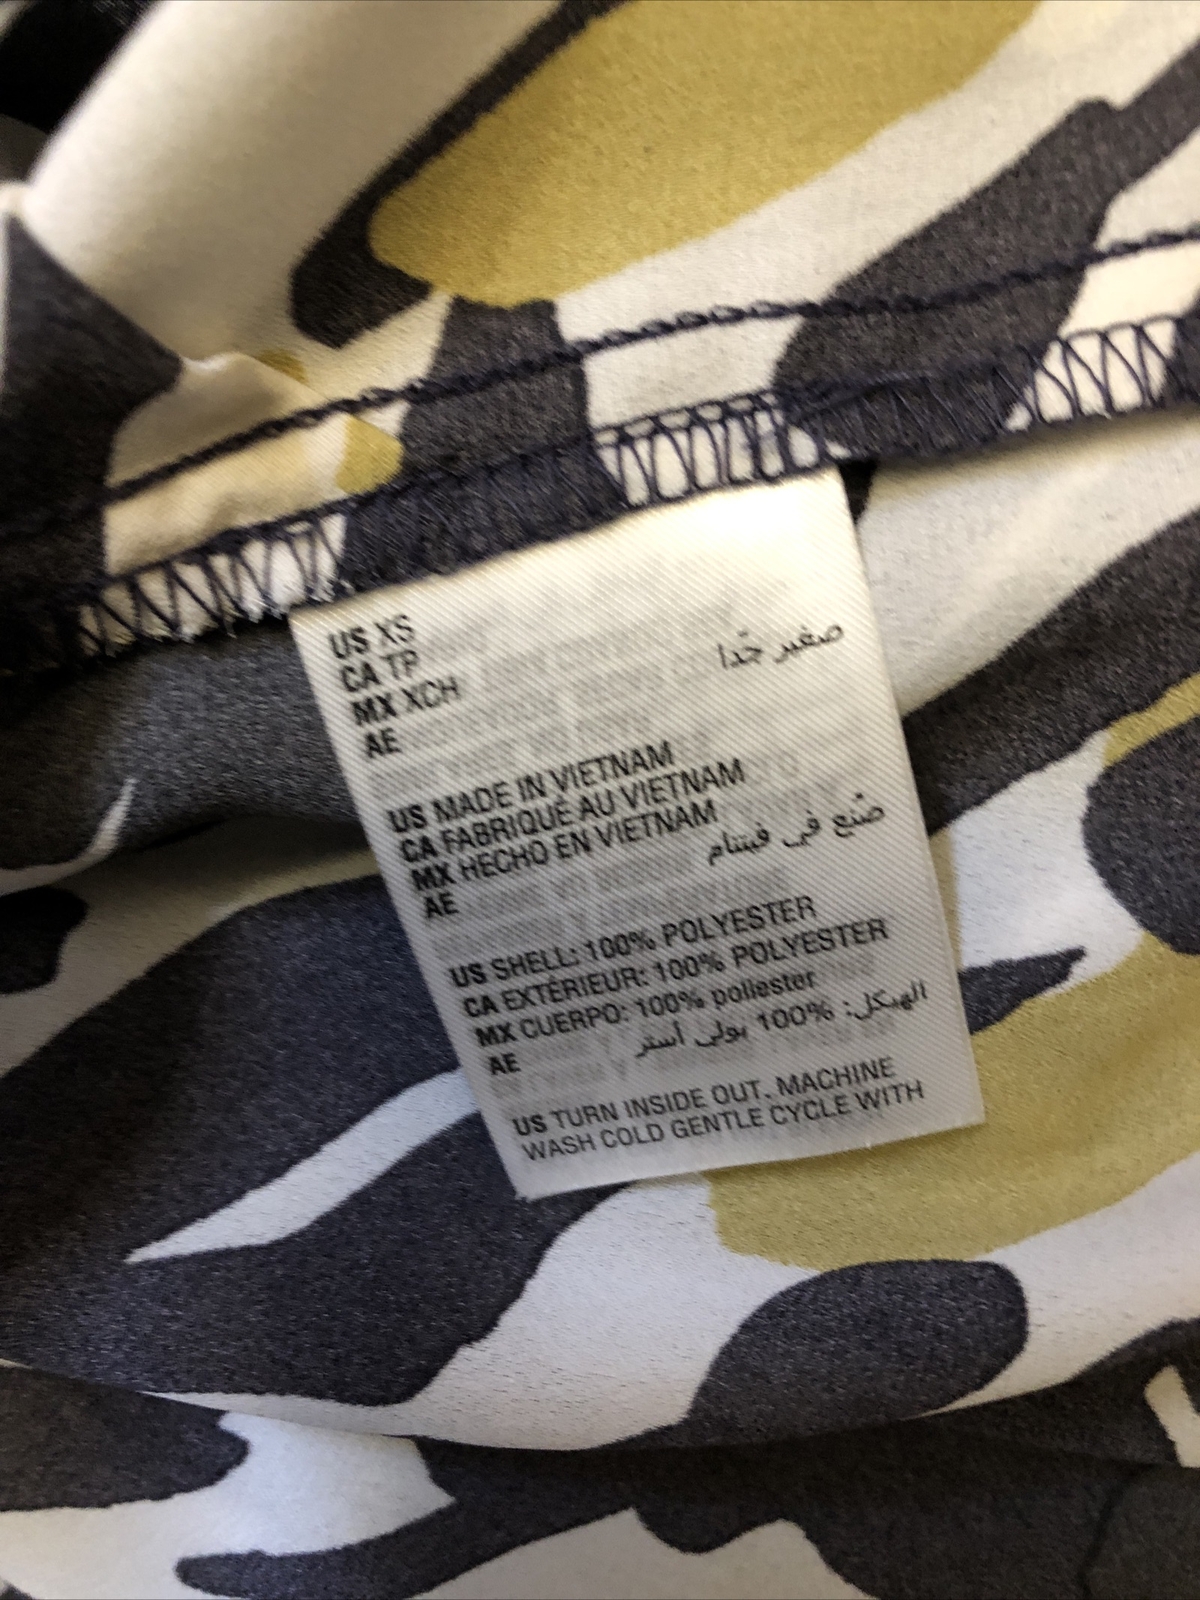 US XS
CA TP
MX XCH
AE صغير جدا
US MADE IN VIETNAM
CA FABRIQUÉ AU VIETNAM
MX HECHO EN VIETNAM
AE صنع في فيتنام
US SHELL: 100% POLYESTER
CA EXTÉRIEUR: 100% POLYESTER
MX CUERPO: 100% poliester
AE الهيكل: 100% بولي أستر
US TURN INSIDE OUT. MACHINE
WASH COLD GENTLE CYCLE WITH